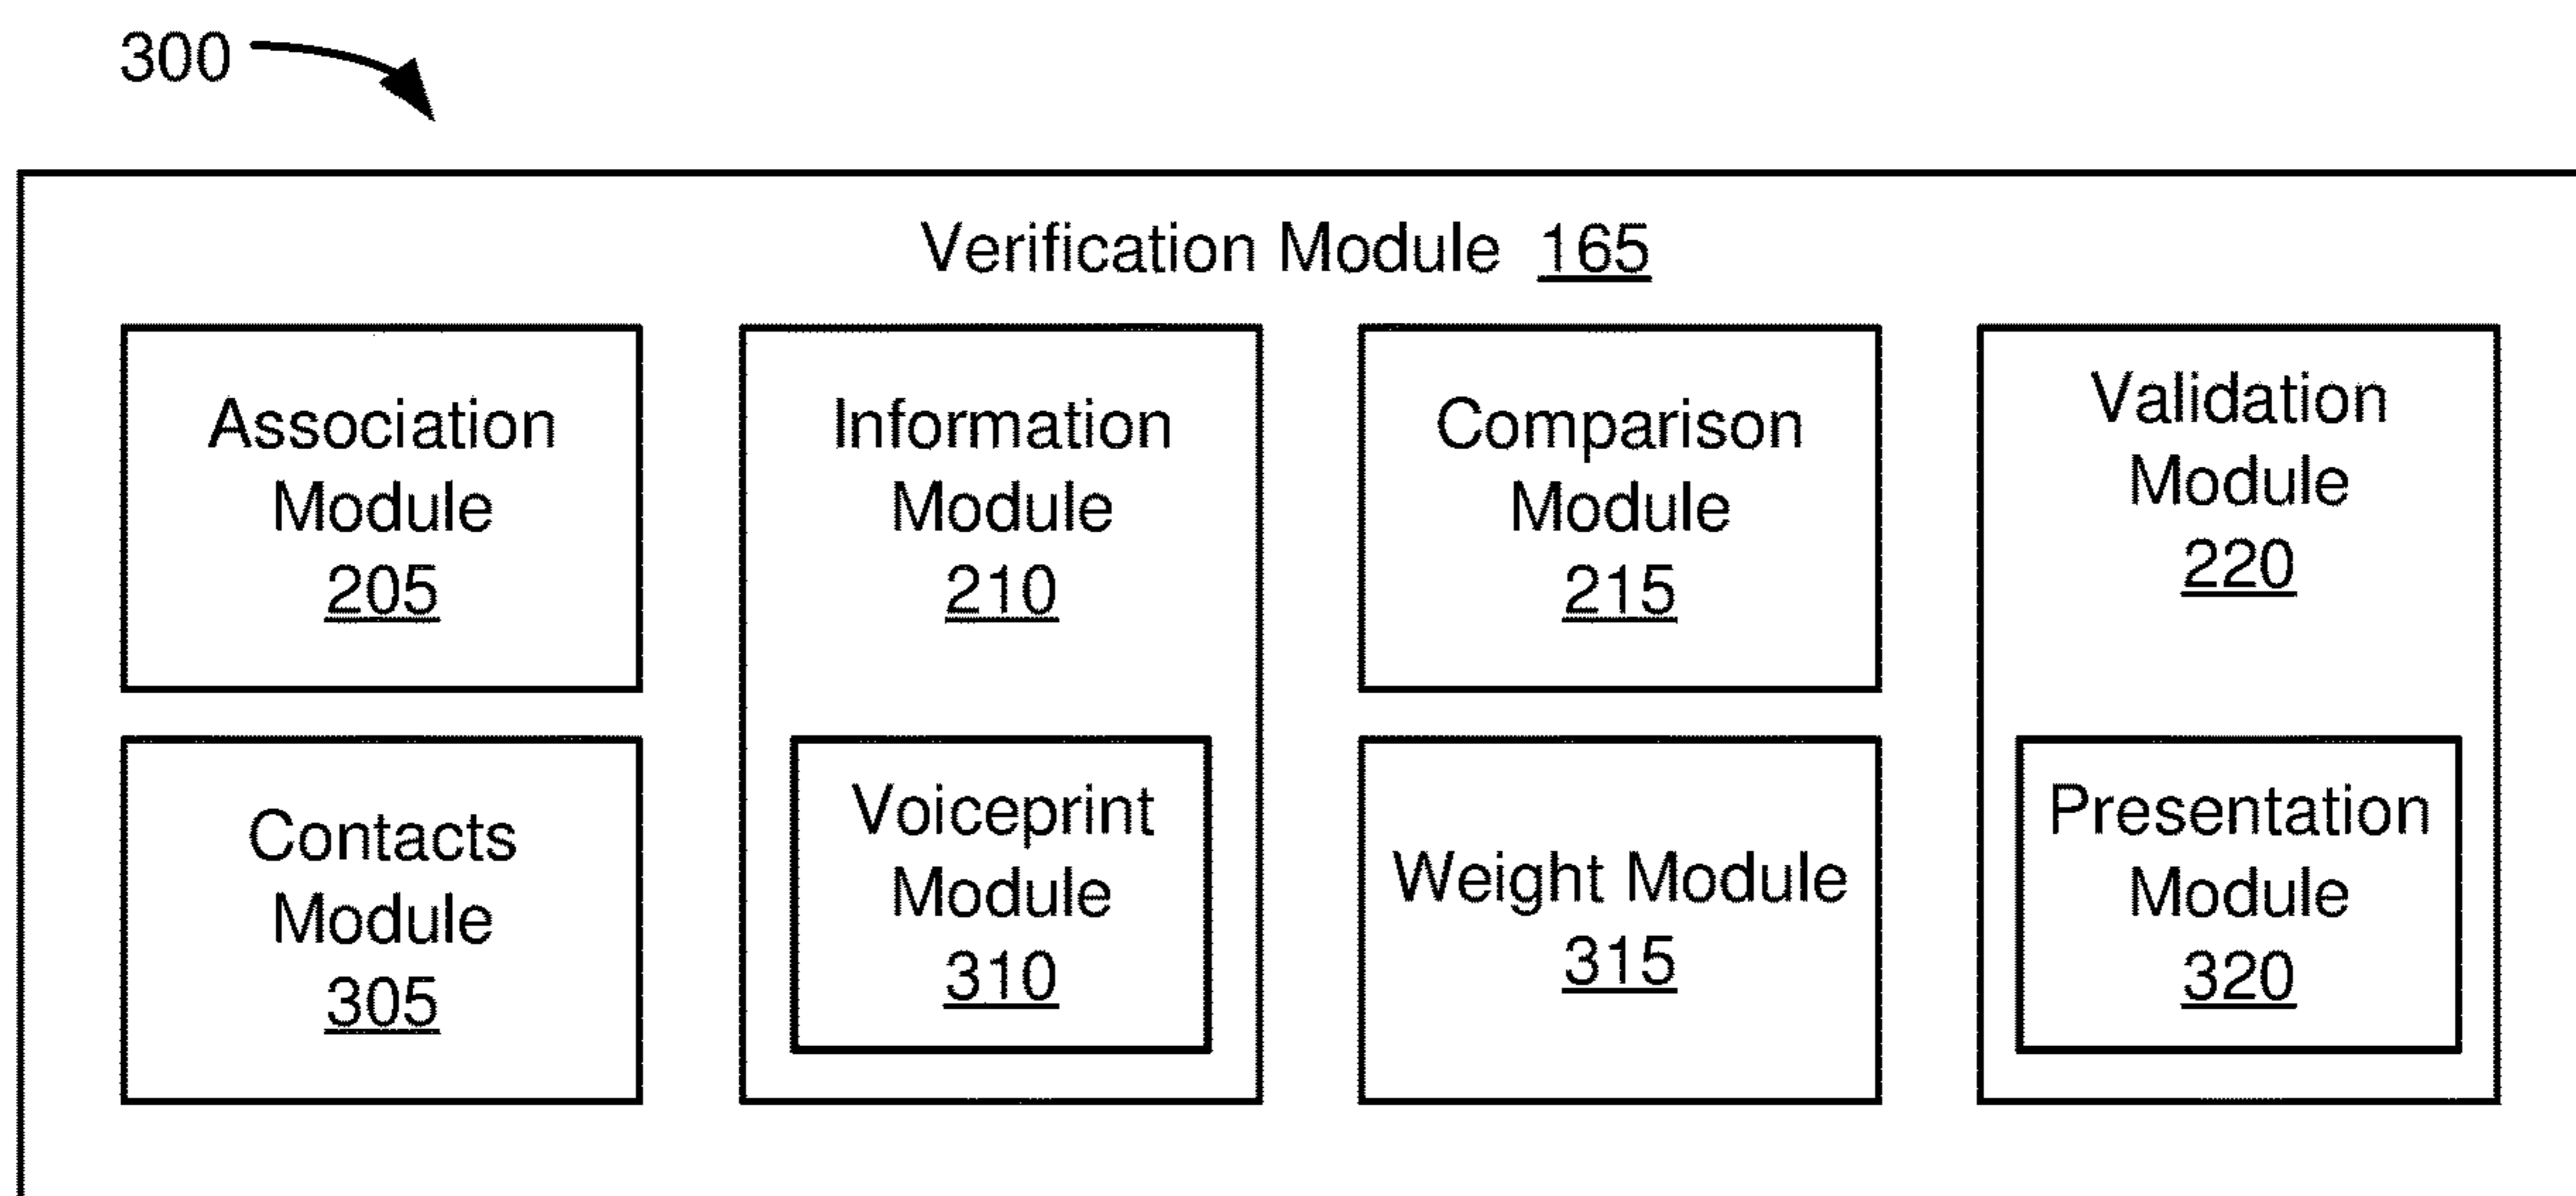 300
Verification Module 165
Association
Module
205
Information
Module
210
Comparison
Module
215
Validation
Module
220
Contacts
Module
305
Voiceprint
Module
310
Weight Module
315
Presentation
Module
320